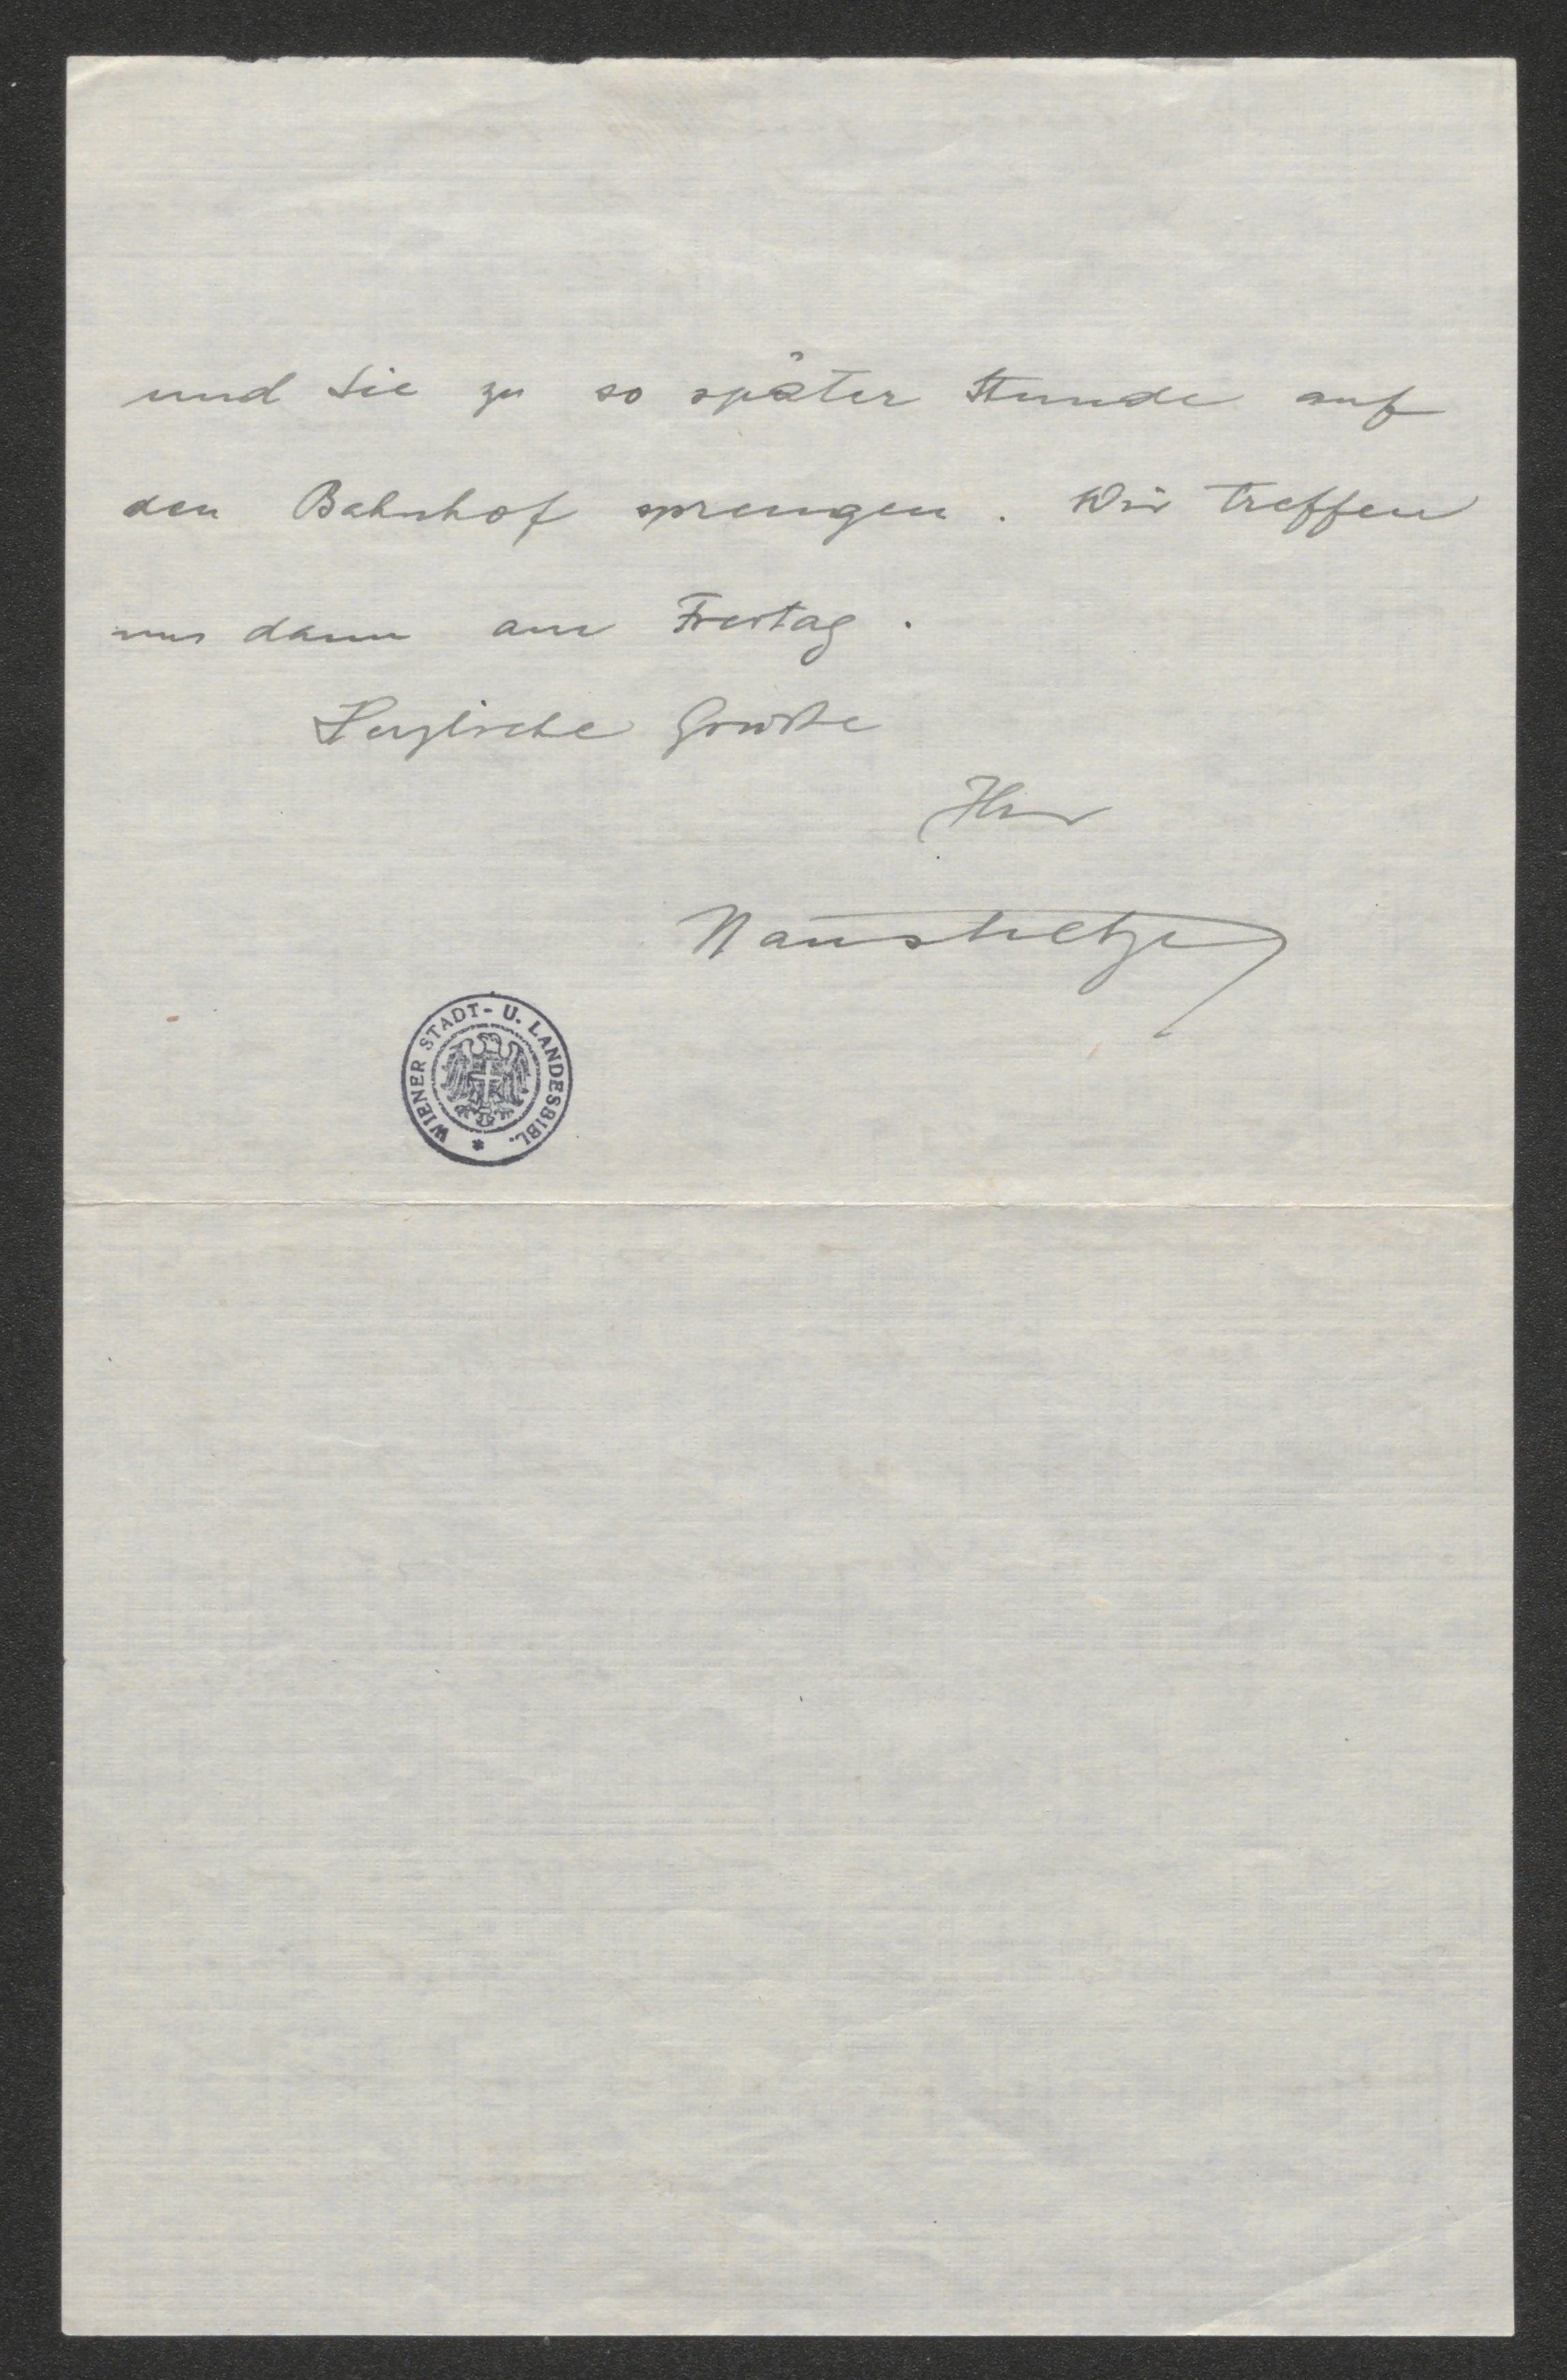 und Sie zu so später Stunde auf
den Bahnhof sprengen. Wir treffen
uns dann am Freitag.
Herzliche Grüße
Ihr
WIENER STADT- U. LANDESBIBL.